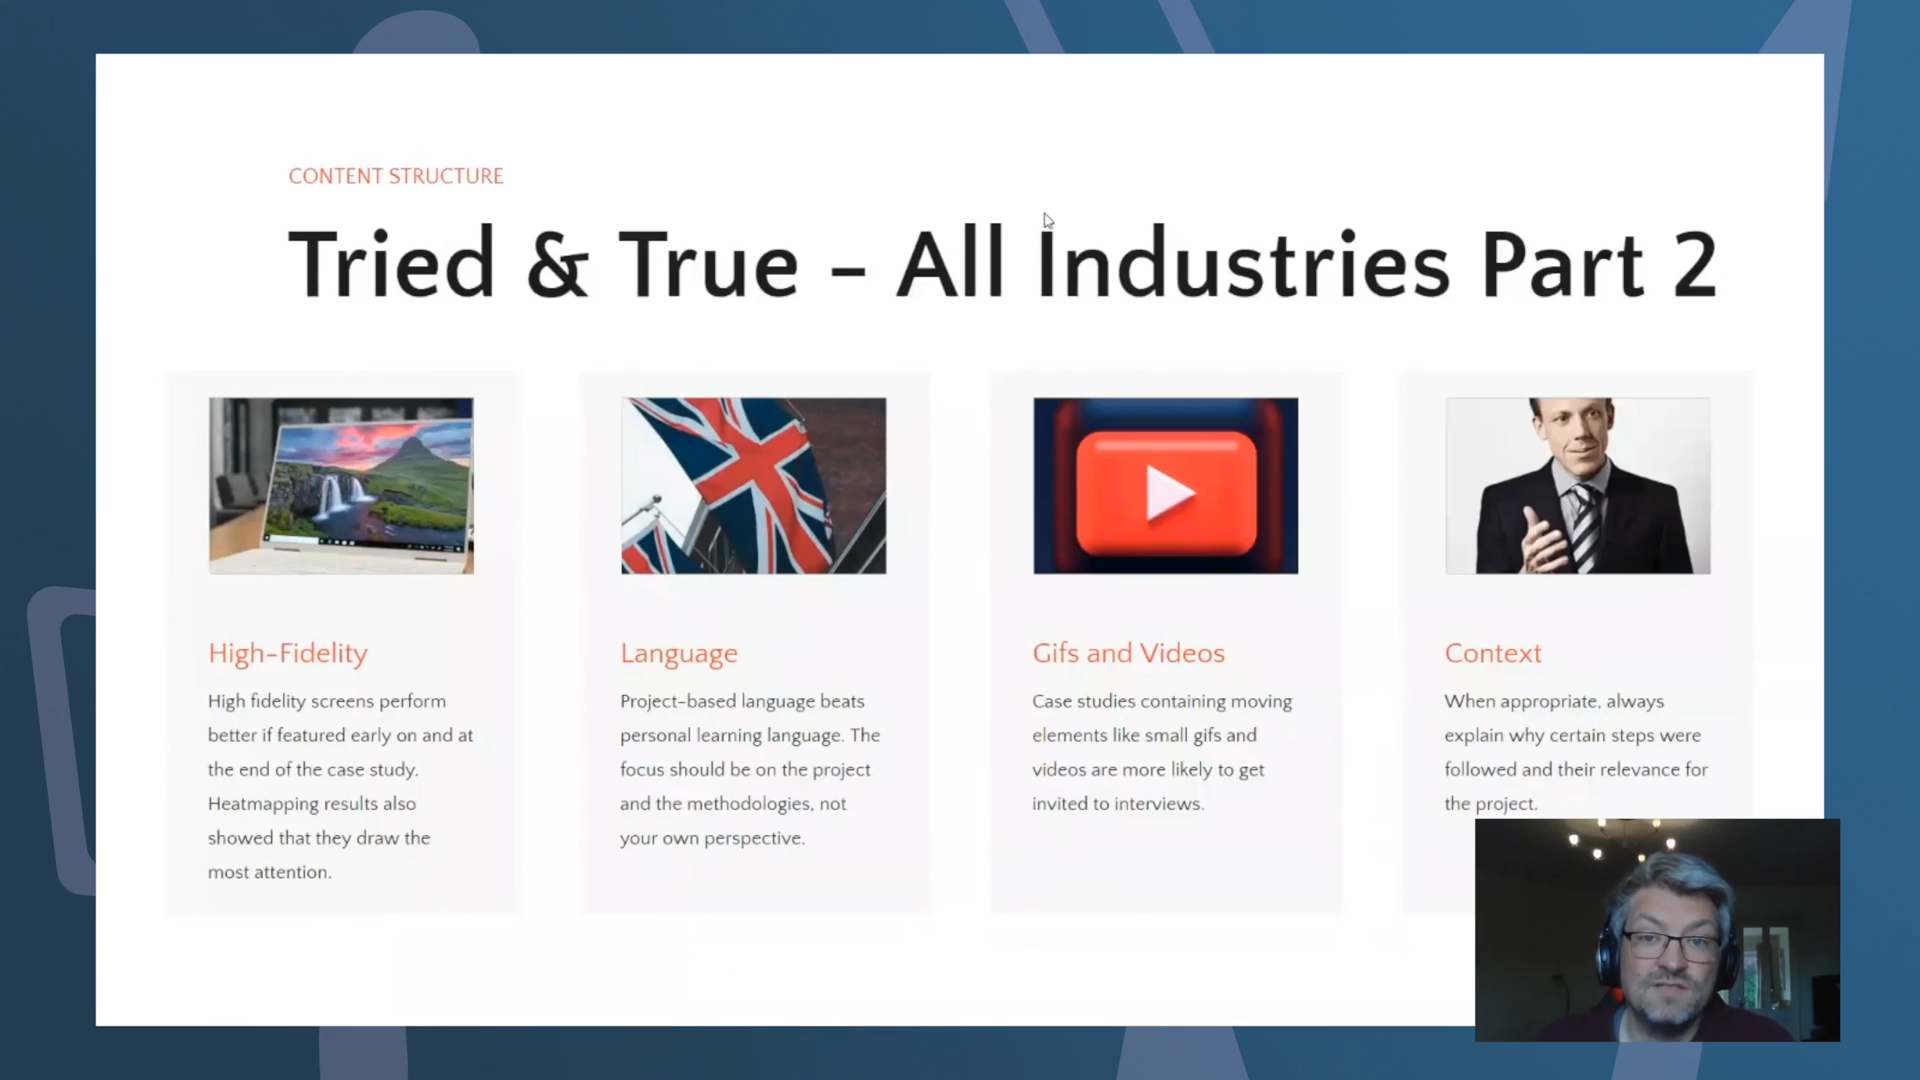 CONTENT STRUCTURE
Tried & True - All Industries Part 2
High-Fidelity
High fidelity screens perform
better if featured early on and at
the end of the case study.
Heatmapping results also
showed that they draw the
most attention.
Language
Project-based language beats
personal learning language. The
focus should be on the project
and the methodologies, not
your own perspective.
Gifs and Videos
Case studies containing moving
elements like small gifs and
videos are more likely to get
invited to interviews.
Context
When appropriate, always
explain why certain steps were
followed and their relevance for
the project.